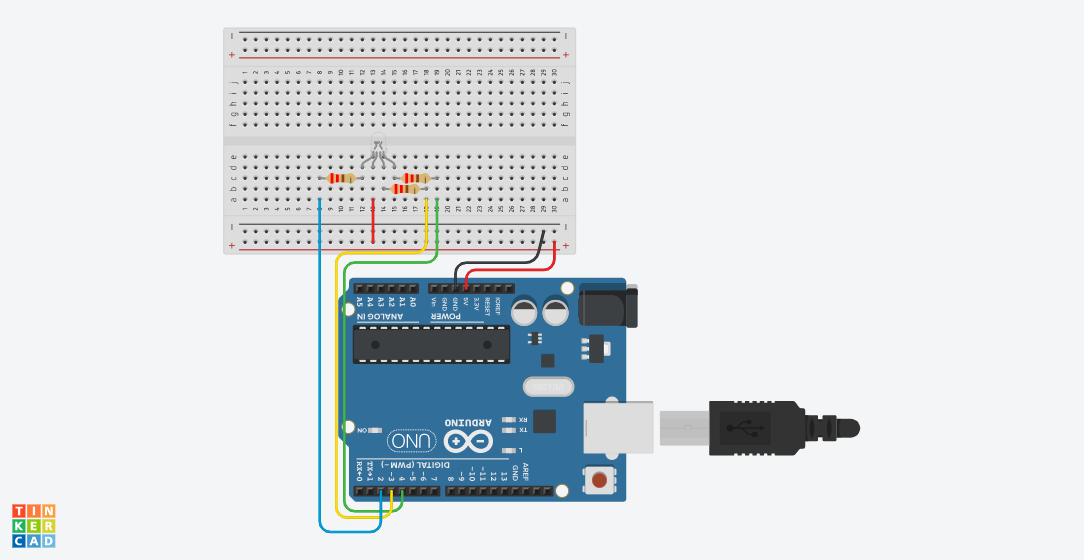 − −
+ +
1 2 3 4 5 6 7 8 9 10 11 12 13 14 15 16 17 18 19 20 21 22 23 24 25 26 27 28 29 30
j j
i i
h h
g g
f f
e e
d d
c c
b b
a a
1 2 3 4 5 6 7 8 9 10 11 12 13 14 15 16 17 18 19 20 21 22 23 24 25 26 27 28 29 30
− −
+ +
A5 A4 A3 A2 A1 A0 Vin GND GND 5V 3.3V RESET IOREF
ANALOG IN POWER
ARDUINO
UNO
ON
RX
TX
L
DIGITAL (PWM ~)
RX←0 TX→1 2 ~3 4 ~5 ~6 7 8 ~9 ~10 ~11 12 13 GND AREF
TIN
KER
CAD